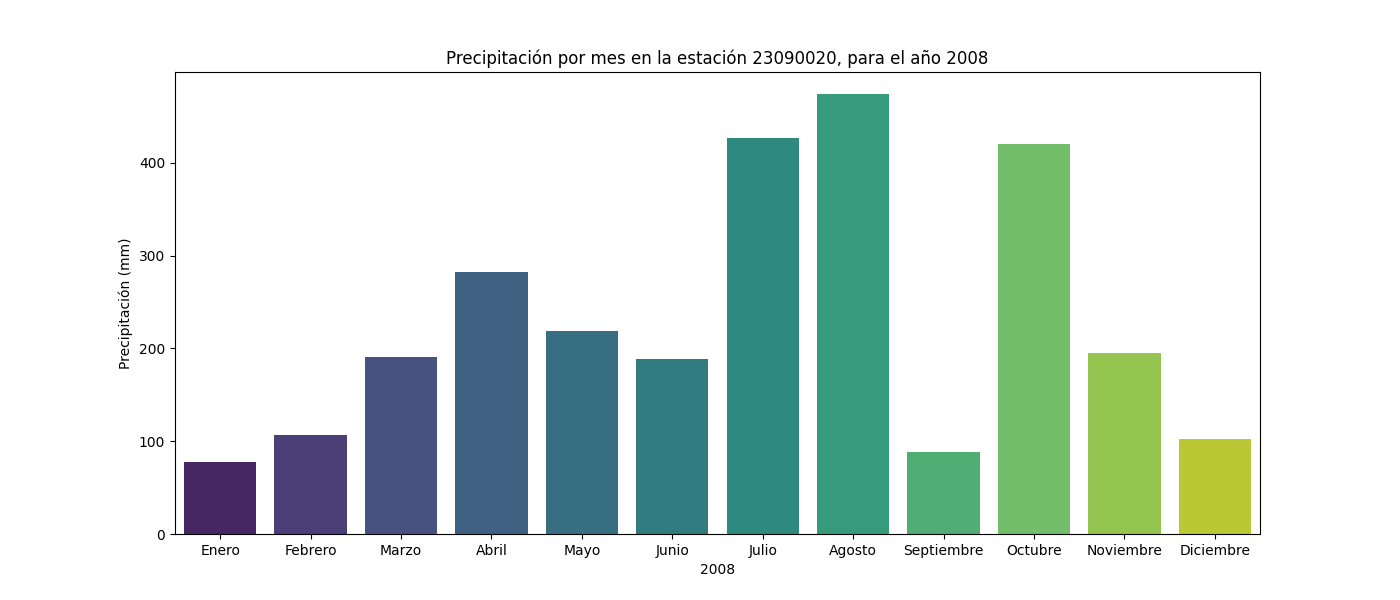 Precipitación por mes en la estación 23090020, para el año 2008
Precipitación (mm)
400
300
200
100
0
Enero Febrero Marzo Abril Mayo Junio Julio Agosto Septiembre Octubre Noviembre Diciembre
2008